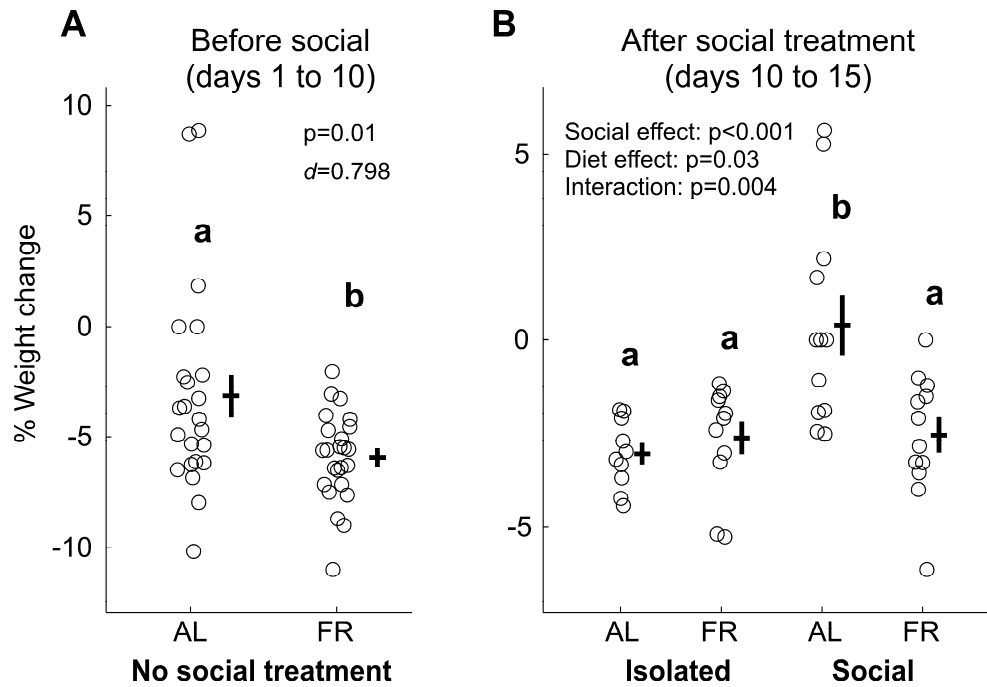 A
Before social
(days 1 to 10)
p=0.01
d=0.798
% Weight change
10
5
0
-5
-10
a
b
AL
FR
No social treatment
B
After social treatment
(days 10 to 15)
Social effect: p<0.001
Diet effect: p=0.03
Interaction: p=0.004
5
0
-5
a
a
b
a
AL
FR
AL
FR
Isolated
Social